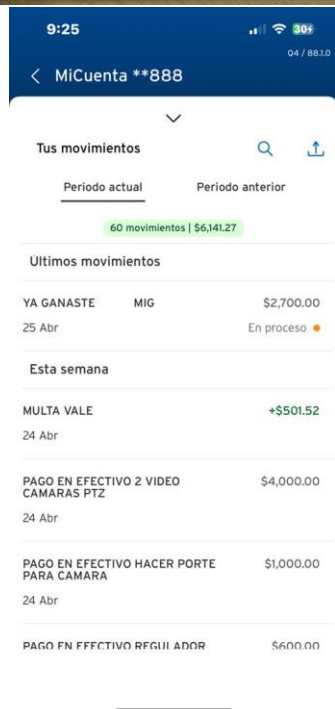 9:25
30
Q4 / 88.1.0
MiCuenta **888
Tus movimientos
Periodo actual Periodo anterior
60 movimientos | $6,141.27
Últimos movimientos
YA GANASTE MIG $2,700.00
25 Abr En proceso
Esta semana
MULTA VALE +$501.52
24 Abr
PAGO EN EFECTIVO 2 VIDEO $4,000.00
CAMARAS PTZ
24 Abr
PAGO EN EFECTIVO HACER PORTE $1,000.00
PARA CAMARA
24 Abr
PAGO EN EFECTIVO REGULADOR $600.00